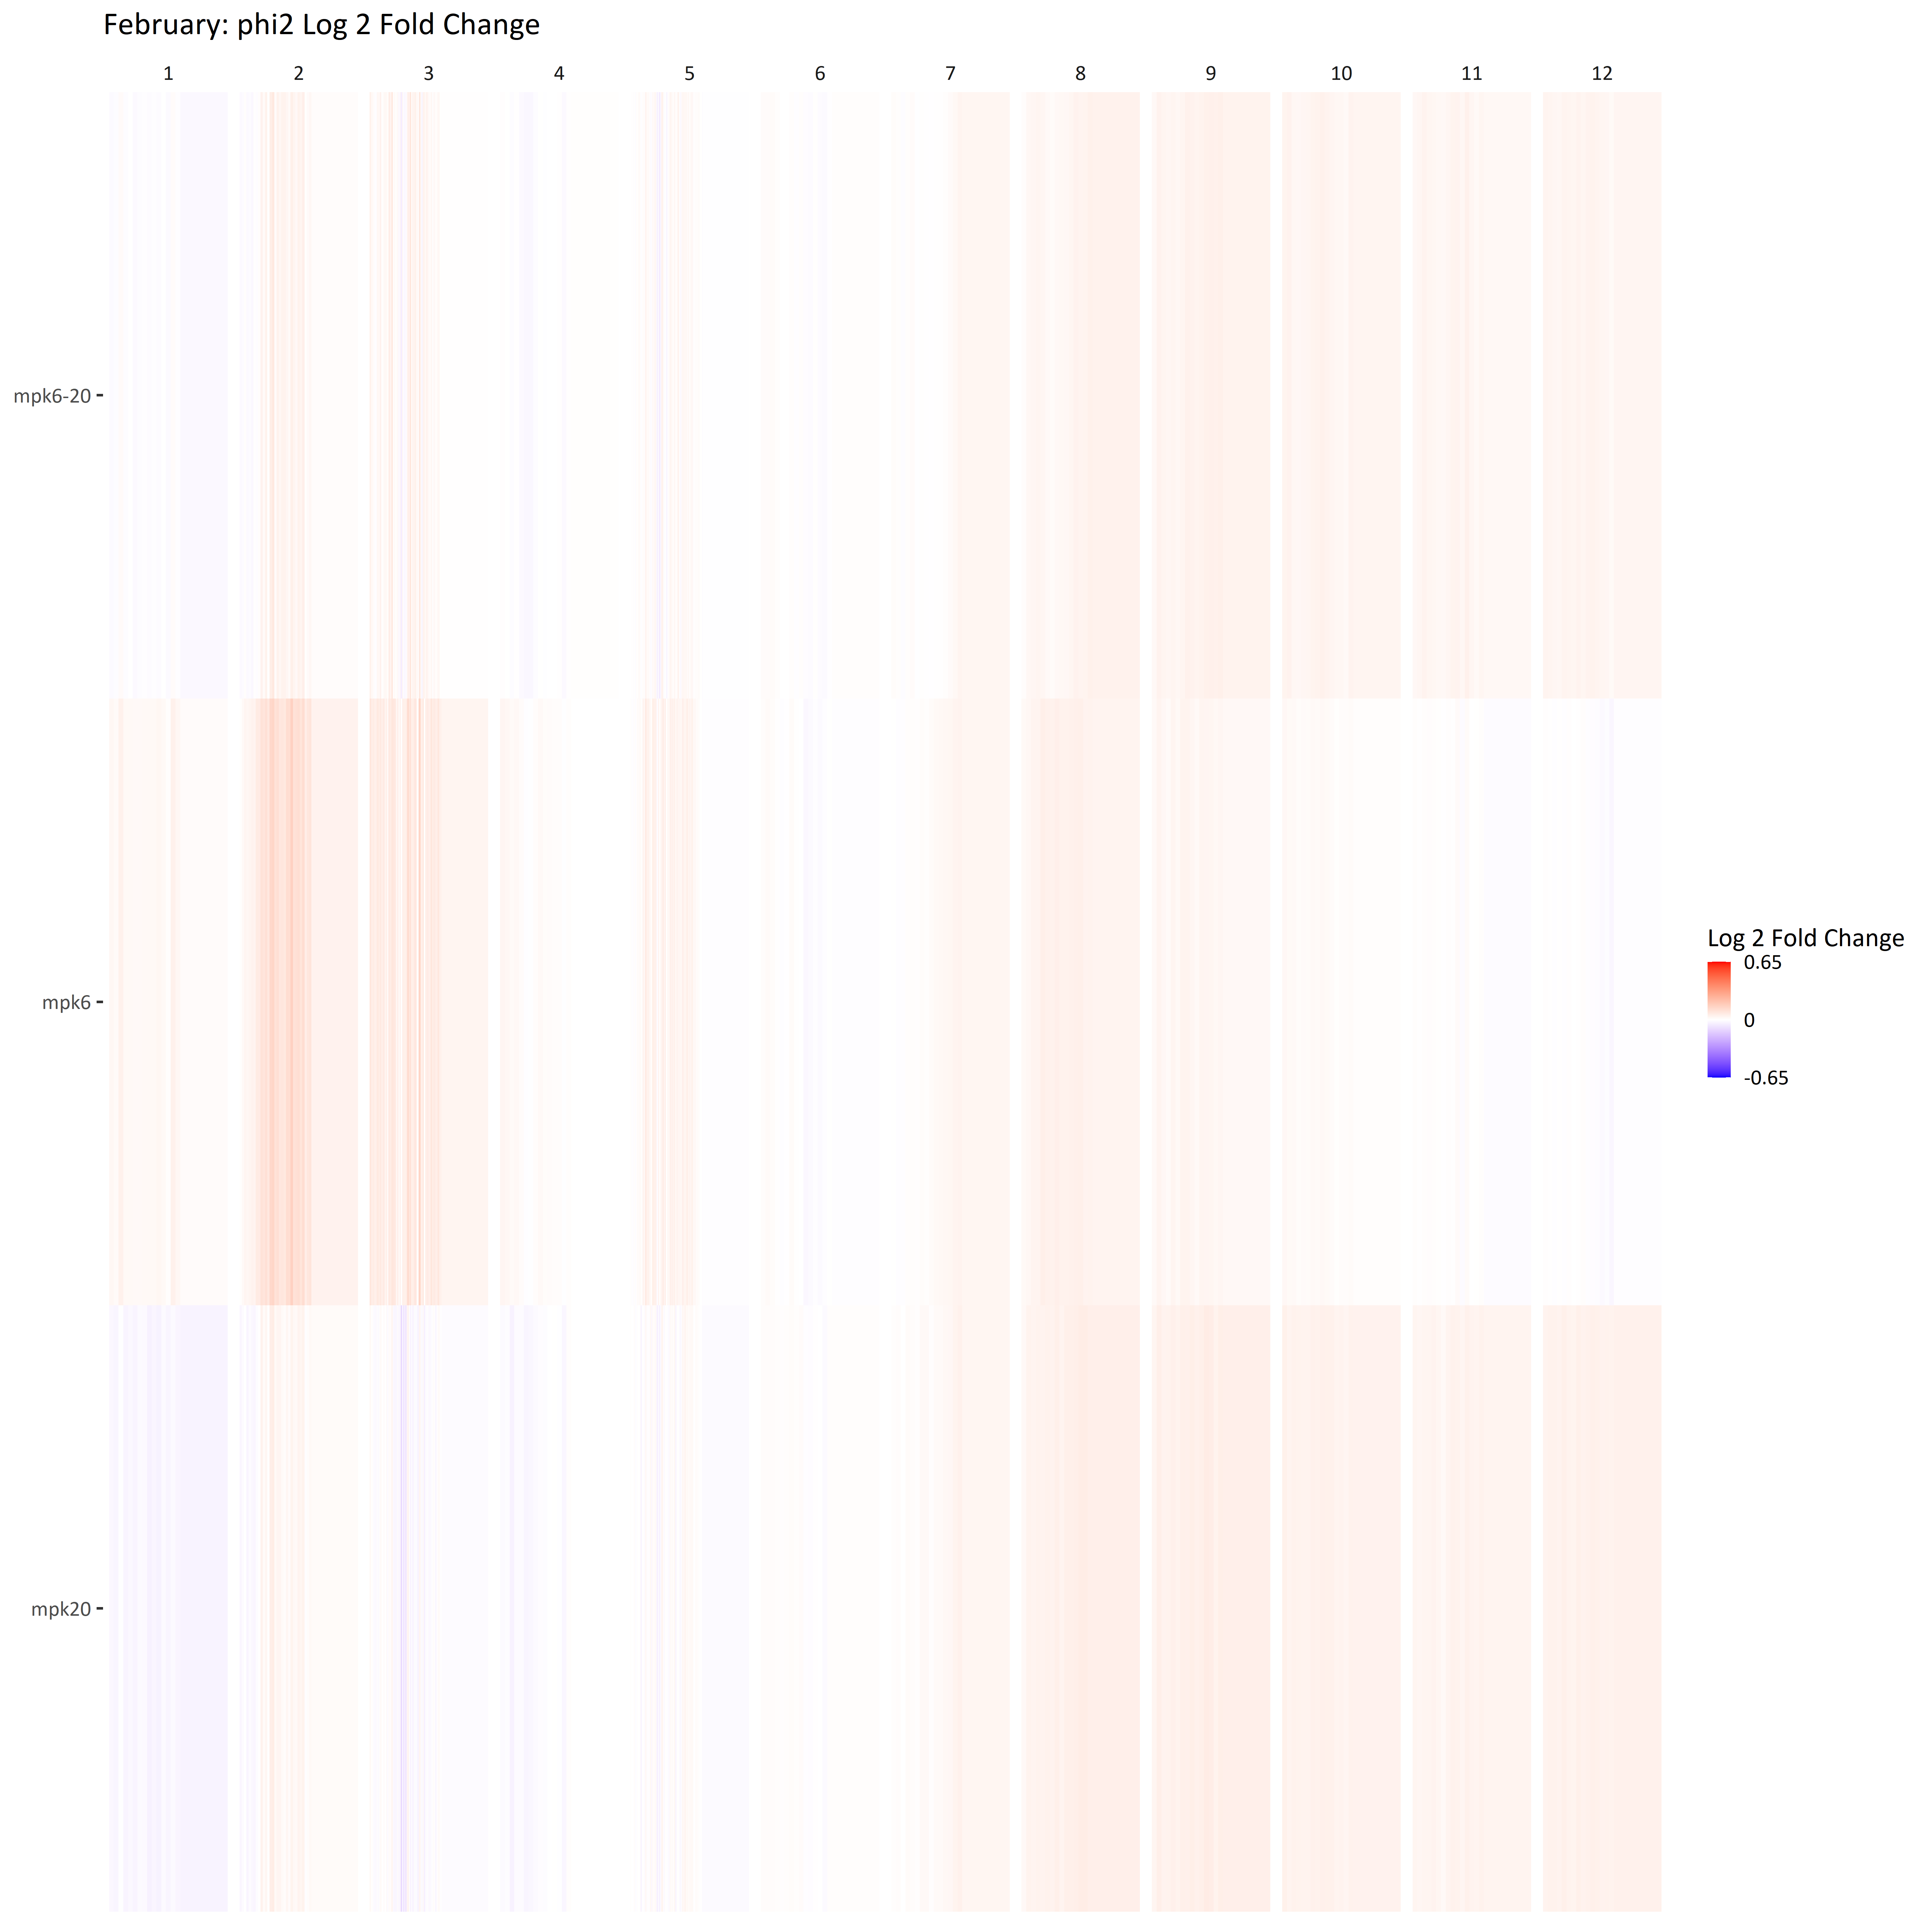 February: phi2 Log 2 Fold Change
1 2 3 4 5 6 7 8 9 10 11 12
mpk6-20
mpk6
mpk20
Log 2 Fold Change
0.65
0
-0.65